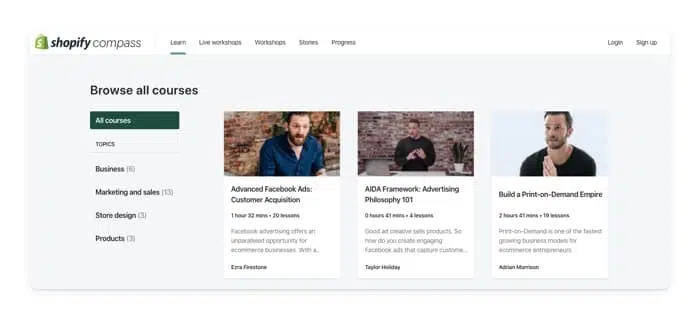 shopify compass
Learn
Live workshops
Workshops
Stories
Progress
Login
Sign up
Browse all courses
All courses
TOPICS
Business (6)
Marketing and sales (13)
Store design (3)
Products (3)
Advanced Facebook Ads:
Customer Acquisition
1 hour 32 mins • 20 lessons
Facebook advertising offers an
unparalleled opportunity for
ecommerce businesses. With a..
Ezra Firestone
AIDA Framework: Advertising
Philosophy 101
0 hours 41 mins • 4 lessons
Good ad creative sells products. So
how do you create engaging
Facebook ads that capture custome...
Taylor Holiday
Build a Print-on-Demand Empire
2 hours 41 mins • 19 lessons
Print-on-Demand is one of the fastest
growing business models for
ecommerce entrepreneurs.
Adrian Morrison